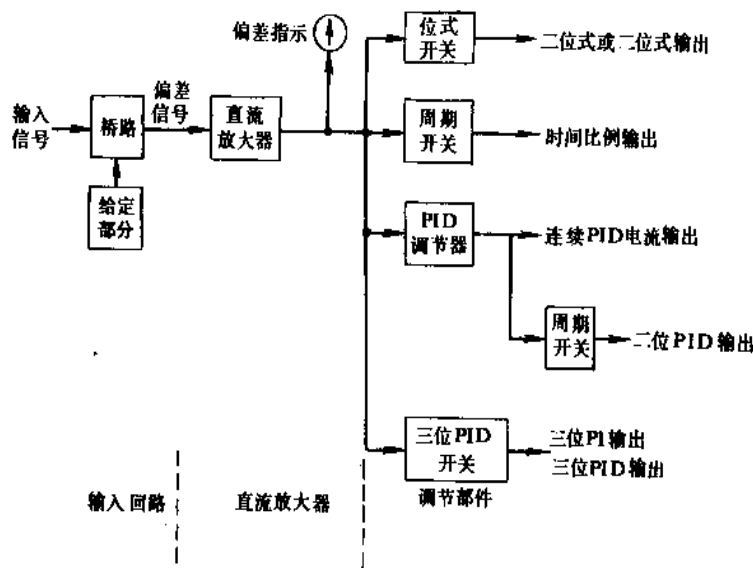 偏差指示
位式
开关
二位式或二位式输出
输入
信号
桥路
偏差
信号
直流
放大器
周期
开关
时间比例输出
给定
部分
PID
调节器
连续PID电流输出
周期
开关
二位PID输出
三位PID
开关
三位PI输出
三位PID输出
输入回路
直流放大器
调节部件